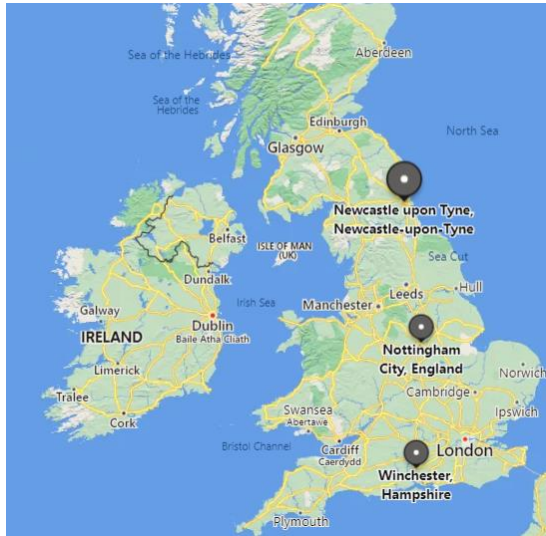 Aberdeen
Sea of the Hebrides
Sea of the
Hebrides
Edinburgh
Glasgow
North Sea
Newcastle upon Tyne,
Newcastle-upon-Tyne
Belfast
ISLE OF MAN
(UK)
Sea Cut
Dundalk
Leeds
Hull
Irish Sea
Manchester
Galway
Dublin
Baile Átha Cliath
IRELAND
Nottingham
City, England
Limerick
Norwich
Cambridge
Tralee
Swansea
Abertawe
Ipswich
Cork
Bristol Channel
Cardiff
Caerdydd
London
Winchester,
Hampshire
Plymouth